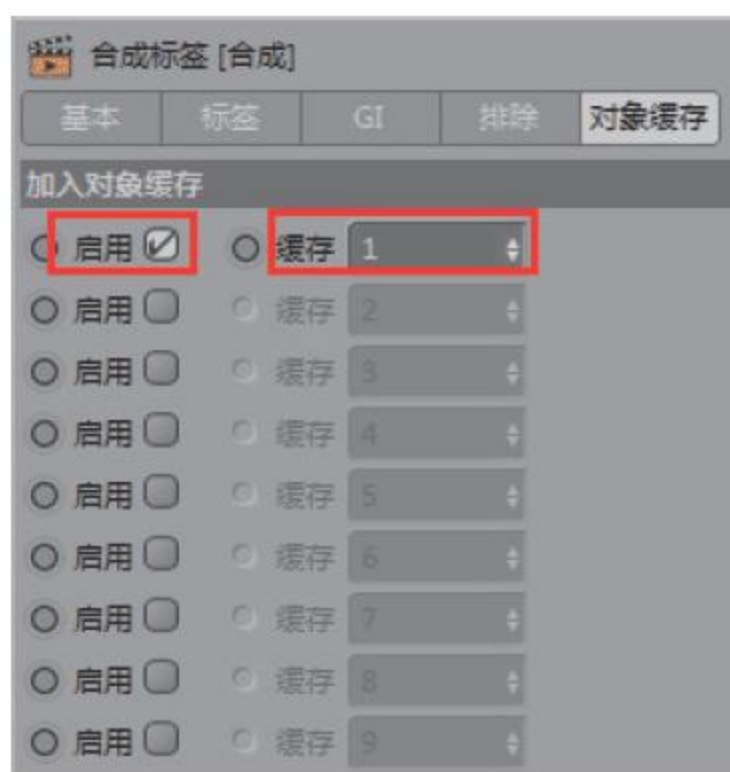 合成标签 [合成]
基本 标签 GI 排除 对象缓存
加入对象缓存
启用 缓存 1
启用 缓存 2
启用 缓存 3
启用 缓存 4
启用 缓存 5
启用 缓存 6
启用 缓存 7
启用 缓存 8
启用 缓存 9